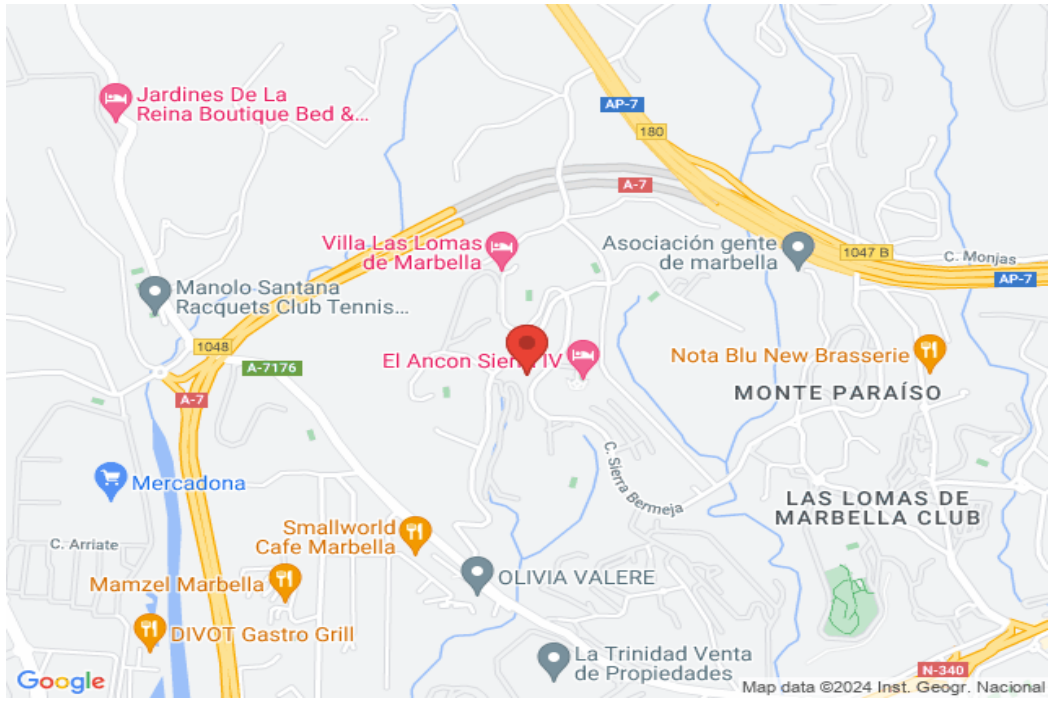 Jardines De La
Reina Boutique Bed &...
AP-7
180
A-7
Villa Las Lomas
de Marbella
Asociación gente
de marbella
1047 B
C. Monjas
AP-7
Manolo Santana
Racquets Club Tennis...
1048
A-7176
El Ancon Sierra IV
Nota Blu New Brasserie
A-7
MONTE PARAÍSO
Mercadona
C. Sierra Bermeja
LAS LOMAS DE
MARBELLA CLUB
Smallworld
Cafe Marbella
C. Arriate
OLIVIA VALERE
Mamzel Marbella
DIVOT Gastro Grill
La Trinidad Venta
de Propiedades
N-340
Google
Map data ©2024 Inst. Geogr. Nacional